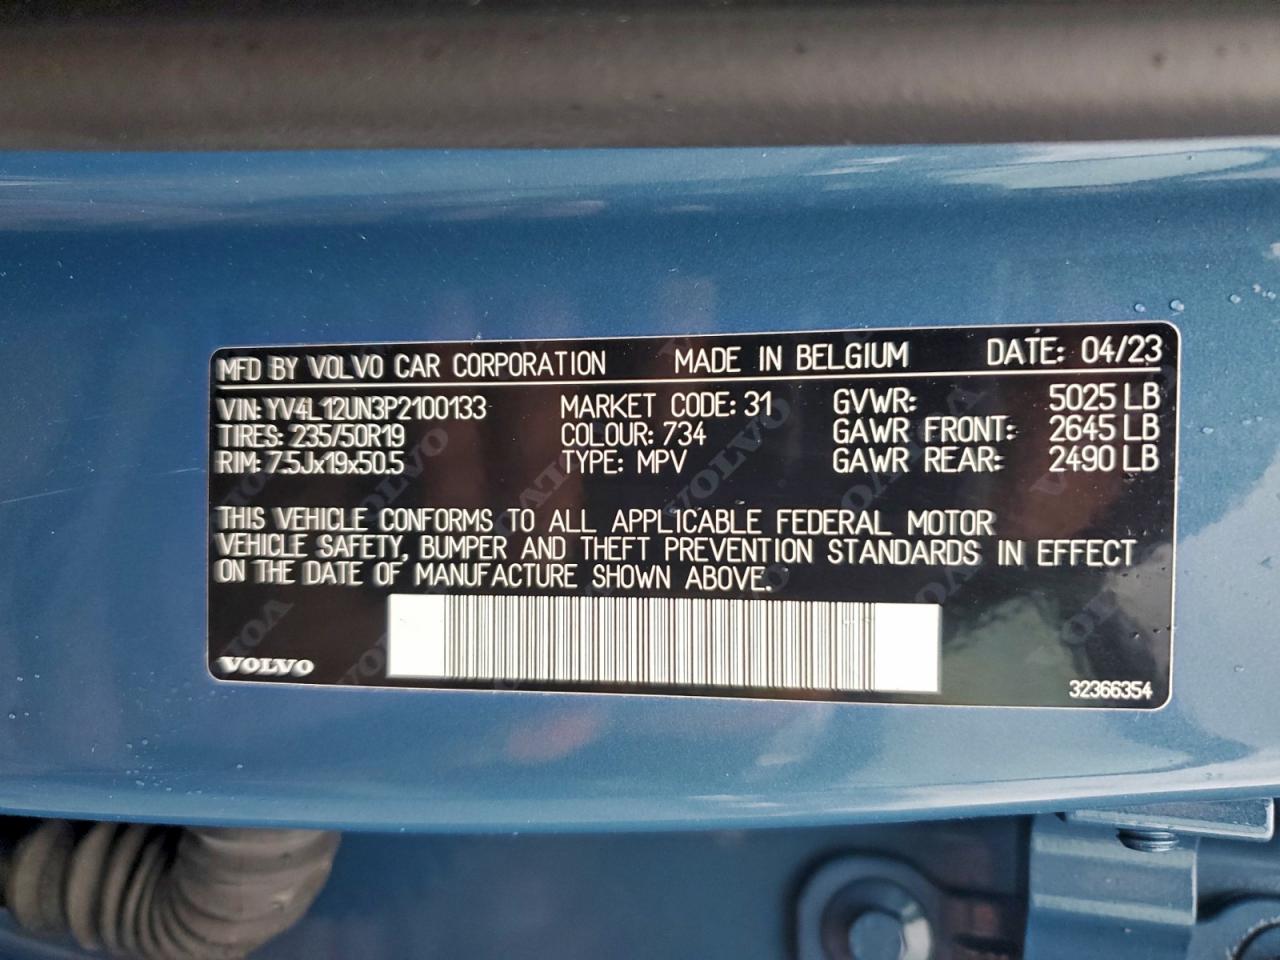 MFD BY VOLVO CAR CORPORATION MADE IN BELGIUM DATE: 04/23
VIN: YV4L12UN3P2100133 MARKET CODE: 31 GVWR: 5025 LB
TIRES: 235/50R19 COLOUR: 734 GAWR FRONT: 2645 LB
RIM: 7.5Jx19x50.5 TYPE: MPV GAWR REAR: 2490 LB
THIS VEHICLE CONFORMS TO ALL APPLICABLE FEDERAL MOTOR
VEHICLE SAFETY, BUMPER AND THEFT PREVENTION STANDARDS IN EFFECT
ON THE DATE OF MANUFACTURE SHOWN ABOVE.
VOLVO
32366354